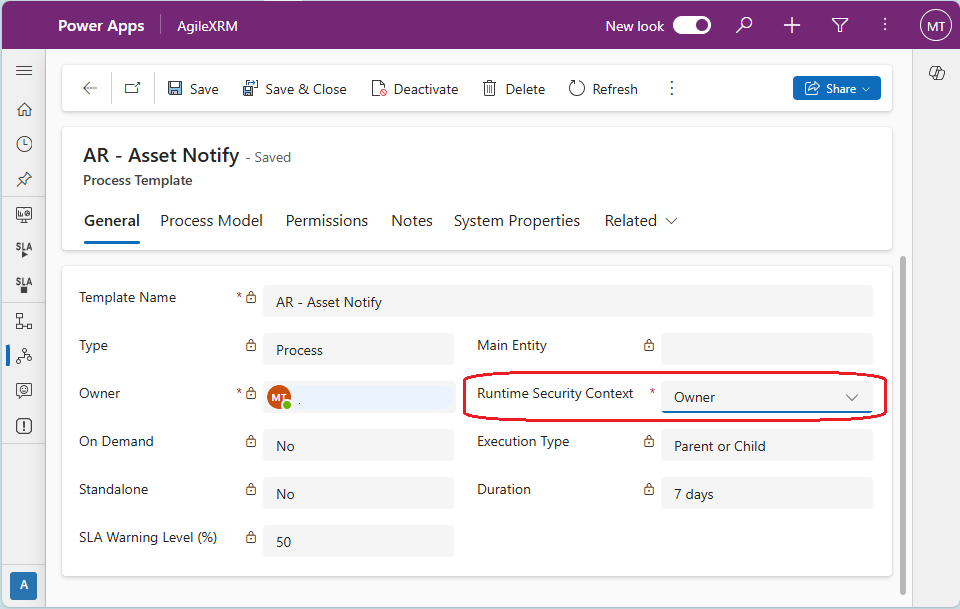 Power Apps AgileXRM New look MT
Save Save & Close Deactivate Delete Refresh Share
AR - Asset Notify - Saved
Process Template
General Process Model Permissions Notes System Properties Related
SLA
SLA
Template Name * AR - Asset Notify
Type Process Main Entity
Owner * MT . Runtime Security Context * Owner
On Demand No Execution Type Parent or Child
Standalone No Duration 7 days
SLA Warning Level (%) 50
A